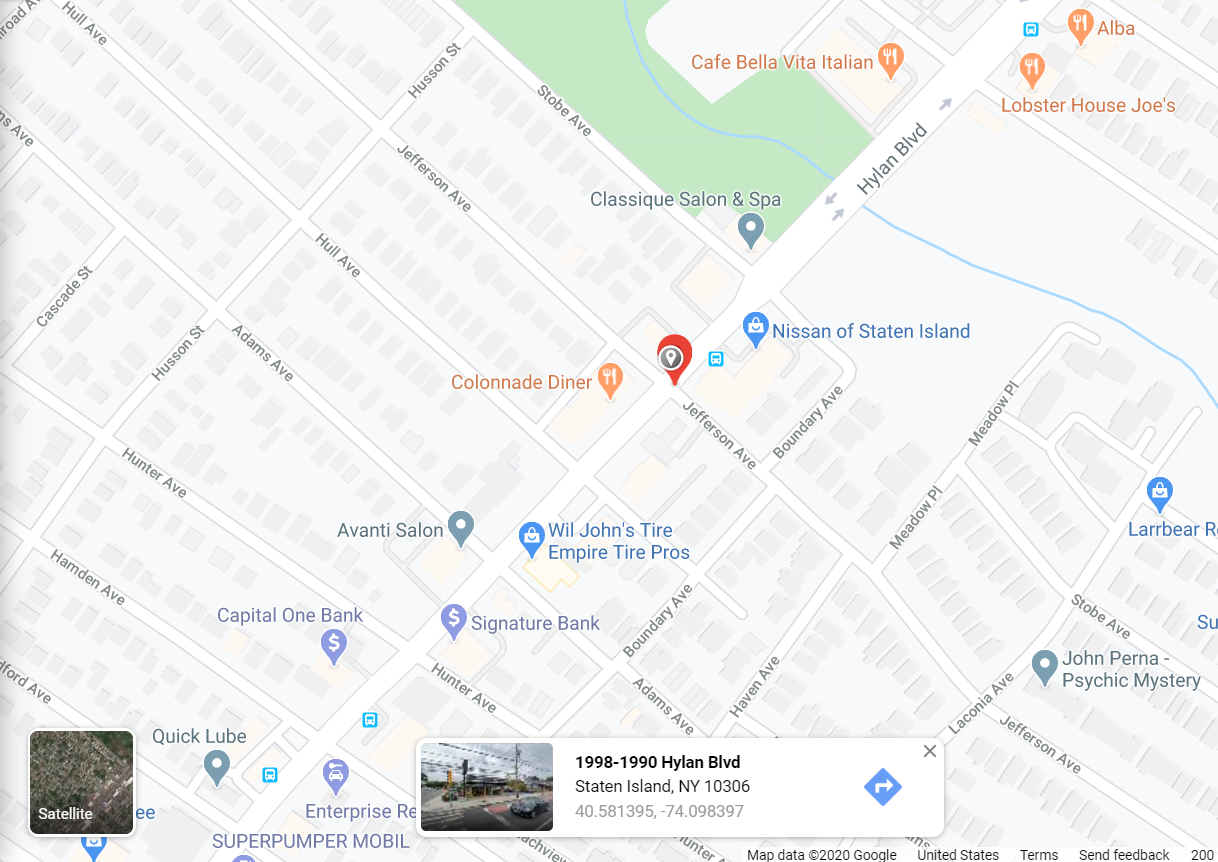 Hull Ave
Husson St
Stobe Ave
Cafe Bella Vita Italian
Alba
Lobster House Joe's
Jefferson Ave
Hylan Blvd
Classique Salon & Spa
Hull Ave
Cascade St
Husson St
Adams Ave
Nissan of Staten Island
Colonnade Diner
Jefferson Ave
Boundary Ave
Meadow Pl
Hunter Ave
Meadow Pl
Avanti Salon
Wil John's Tire
Empire Tire Pros
Larrbear R
Hamden Ave
Capital One Bank
Signature Bank
Boundary Ave
Stobe Ave
Su
John Perna -
Psychic Mystery
Hunter Ave
Adams Ave
Haven Ave
Laconia Ave
Jefferson Ave
Quick Lube
Enterprise Re
SUPERPUMPER MOBIL
Satellite
1998-1990 Hylan Blvd
Staten Island, NY 10306
40.581395, -74.098397
Map data ©2020 Google United States Terms Send feedback 200